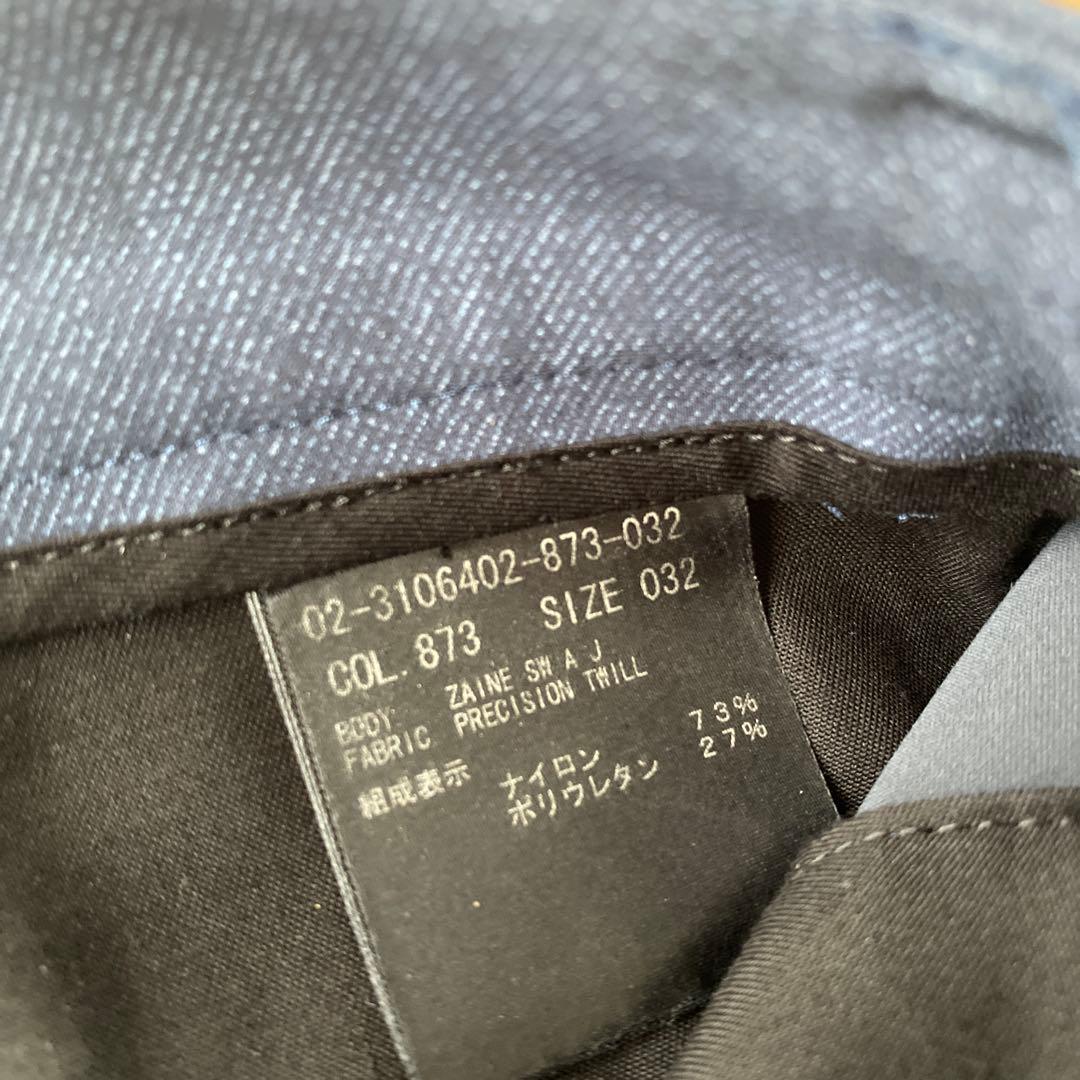 02-3106402-873-032
COL. 873 SIZE 032
BODY: ZAINE SW A J
FABRIC PRECISION TWILL
組成表示 ナイロン 73%
ポリウレタン 27%